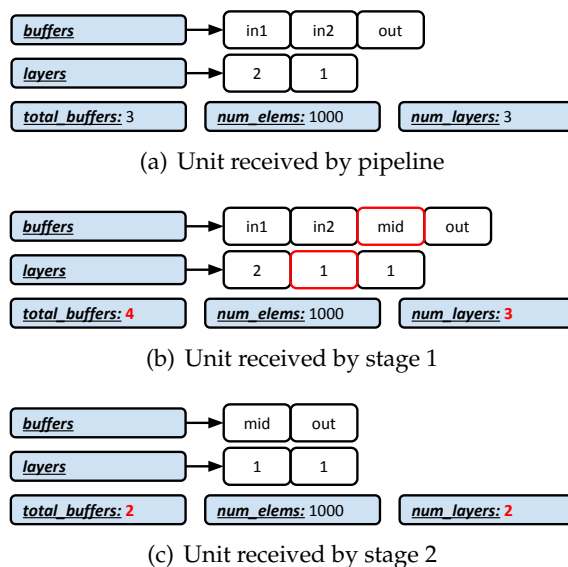 buffers in1 in2 out
layers 2 1
total_buffers: 3 num_elems: 1000 num_layers: 3
(a) Unit received by pipeline
buffers in1 in2 mid out
layers 2 1 1
total_buffers: 4 num_elems: 1000 num_layers: 3
(b) Unit received by stage 1
buffers mid out
layers 1 1
total_buffers: 2 num_elems: 1000 num_layers: 2
(c) Unit received by stage 2